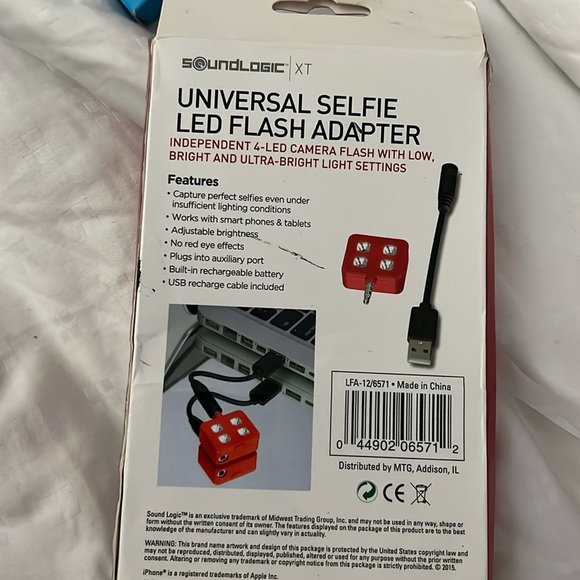 SOUNDLOGIC™ | XT
UNIVERSAL SELFIE
LED FLASH ADAPTER
INDEPENDENT 4-LED CAMERA FLASH WITH LOW,
BRIGHT AND ULTRA-BRIGHT LIGHT SETTINGS
Features
• Capture perfect selfies even under
insufficient lighting conditions
• Works with smart phones & tablets
• Adjustable brightness
• No red eye effects
• Plugs into auxiliary port
• Built-in rechargeable battery
• USB recharge cable included
LFA-12/6571 • Made in China
0 44902 06571 2
Distributed by MTG, Addison, IL
CE
Sound Logic™ is an exclusive trademark of Midwest Trading Group, Inc. and may not be used in any way, shape or
form without the written consent of its owner. The features displayed on the package of this product are to the best
knowledge of the manufacturer and can slightly vary in actuality.
WARNING: This brand name artwork and design of this package is protected by the United States copyright law and
may not be reproduced, distributed, displayed, published, altered or used for any purpose without the prior written
consent. Altering or removing any trademark or copyright from this package is strictly prohibited. © 2015.
iPhone® is a registered trademark of Apple Inc.